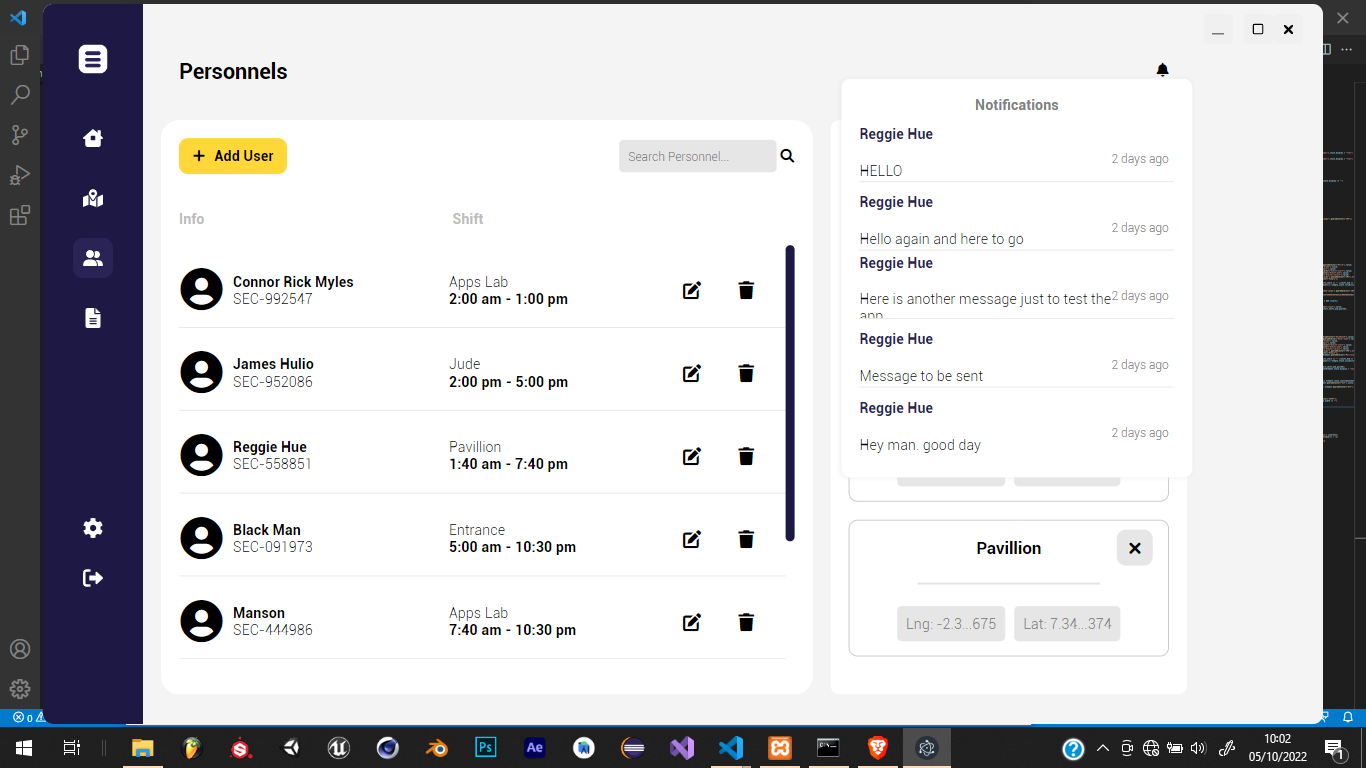 Personnels
Add User
Search Personnel...
Info
Shift
Connor Rick Myles
SEC-992547
Apps Lab
2:00 am - 1:00 pm
James Hulio
SEC-952086
Jude
2:00 pm - 5:00 pm
Reggie Hue
SEC-558851
Pavillion
1:40 am - 7:40 pm
Black Man
SEC-091973
Entrance
5:00 am - 10:30 pm
Manson
SEC-444986
Apps Lab
7:40 am - 10:30 pm
Notifications
Reggie Hue
2 days ago
HELLO
Reggie Hue
2 days ago
Hello again and here to go
Reggie Hue
2 days ago
Here is another message just to test the
app
Reggie Hue
2 days ago
Message to be sent
Reggie Hue
2 days ago
Hey man. good day
Pavillion
Lng: -2.3...675
Lat: 7.34...374
0
Ps
Ae
10:02
05/10/2022
1